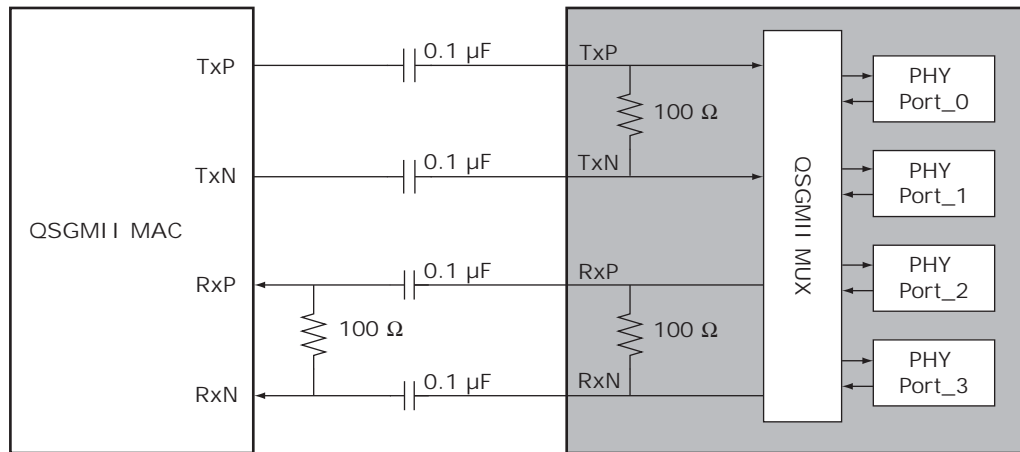 QSGMII MAC
TxP
TxN
RxP
RxN
0.1 µF
0.1 µF
0.1 µF
0.1 µF
100 Ω
TxP
TxN
RxP
RxN
100 Ω
100 Ω
QSGMII MUX
PHY
Port_0
PHY
Port_1
PHY
Port_2
PHY
Port_3